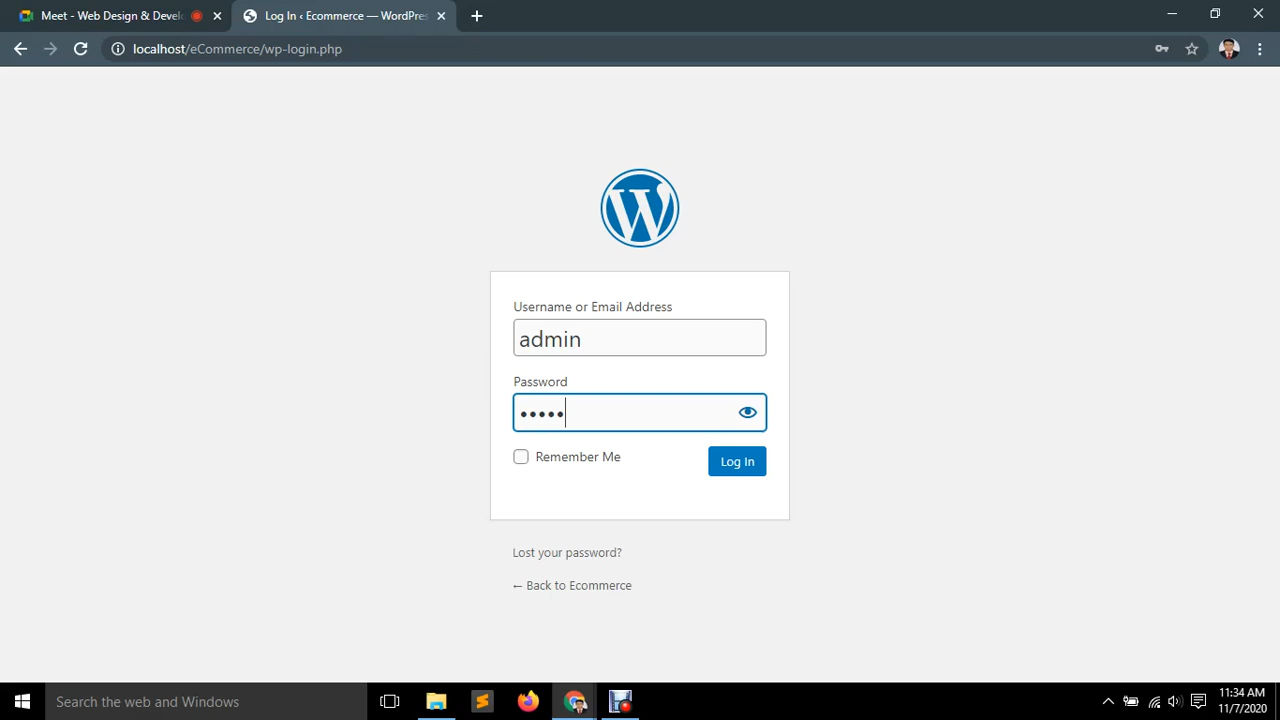 Meet - Web Design & Develo
Log In ‹ Ecommerce — WordPres
localhost/eCommerce/wp-login.php
Username or Email Address
admin
Password
•••••
Remember Me
Log In
Lost your password?
← Back to Ecommerce
Search the web and Windows
11:34 AM
11/7/2020